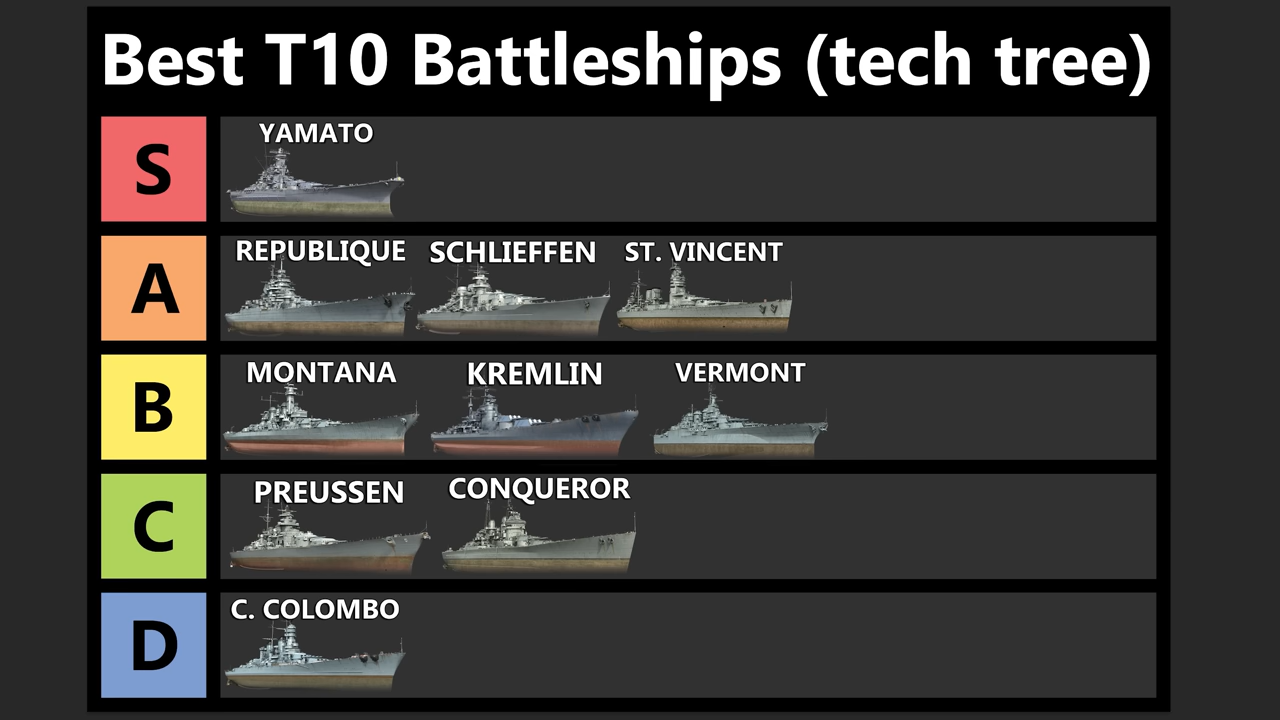 Best T10 Battleships (tech tree)
S
YAMATO
A
REPUBLIQUE SCHLIEFFEN ST. VINCENT
B
MONTANA KREMLIN VERMONT
C
PREUSSEN CONQUEROR
D
C. COLOMBO